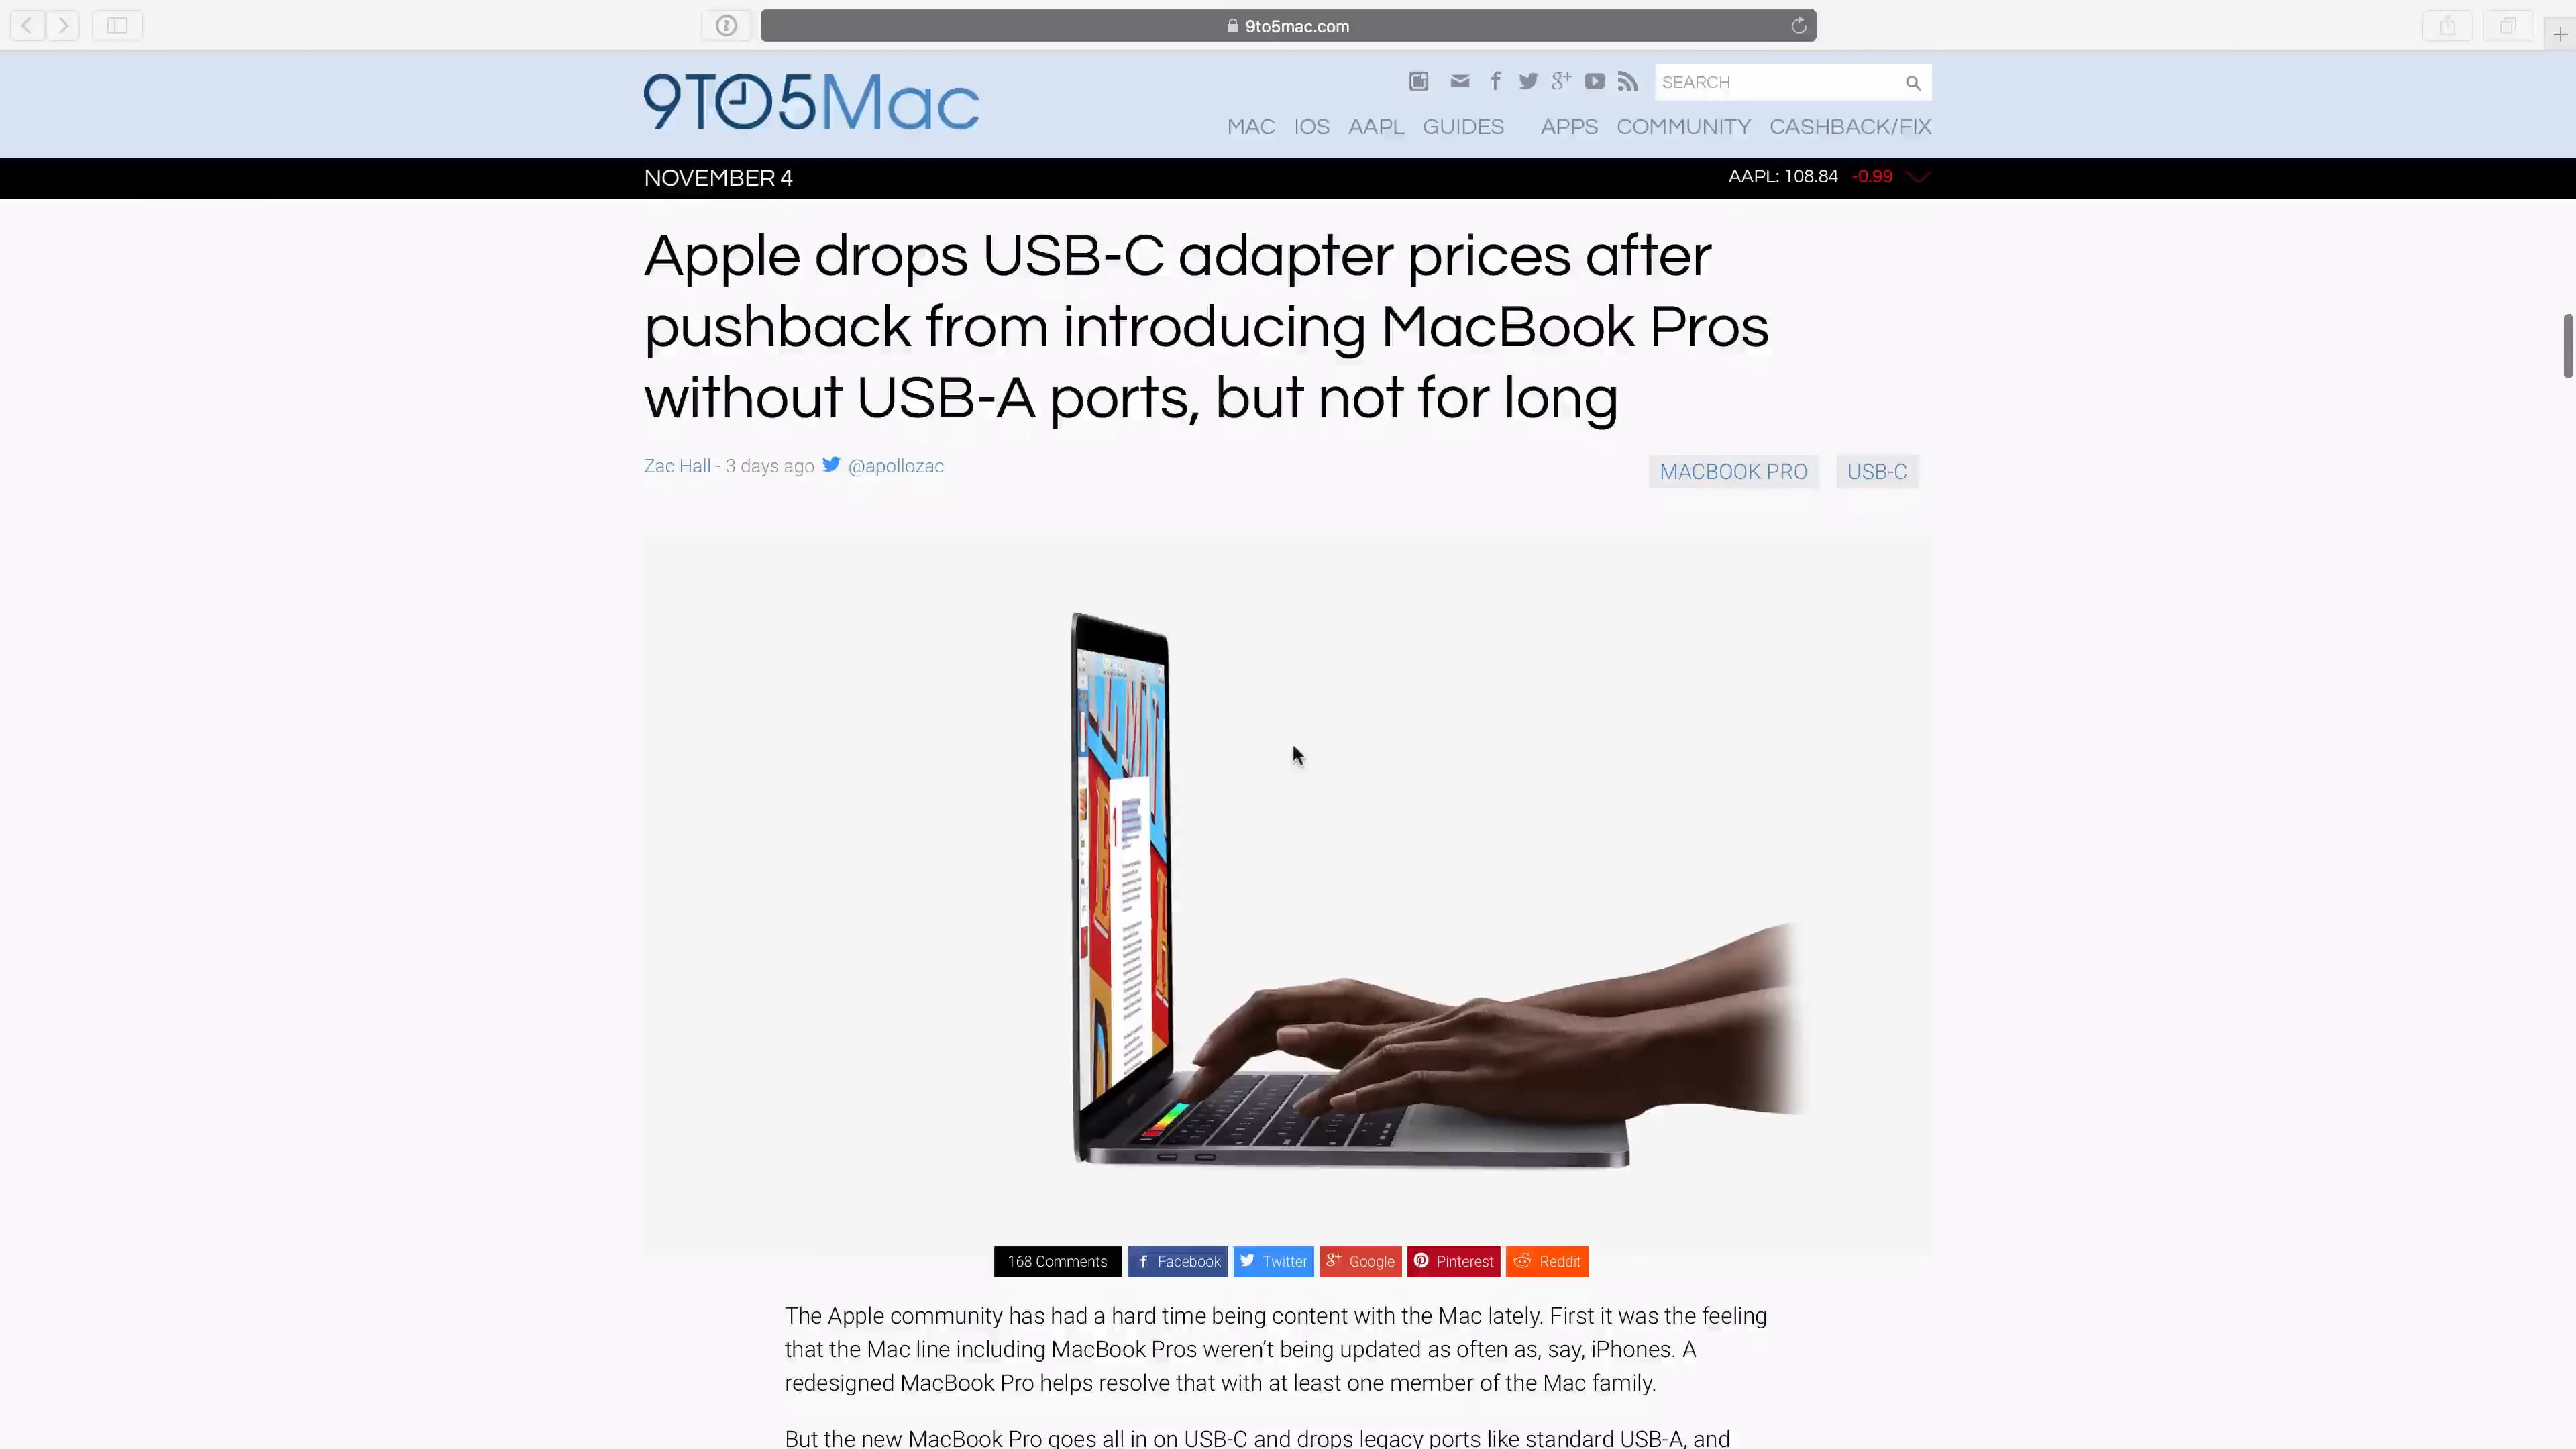 9to5mac.com
9TO5Mac
SEARCH
MAC IOS AAPL GUIDES APPS COMMUNITY CASHBACK/FIX
NOVEMBER 4
AAPL: 108.84 -0.99
Apple drops USB-C adapter prices after
pushback from introducing MacBook Pros
without USB-A ports, but not for long
Zac Hall - 3 days ago @apollozac
MACBOOK PRO USB-C
168 Comments Facebook Twitter Google Pinterest Reddit
The Apple community has had a hard time being content with the Mac lately. First it was the feeling
that the Mac line including MacBook Pros weren’t being updated as often as, say, iPhones. A
redesigned MacBook Pro helps resolve that with at least one member of the Mac family.
But the new MacBook Pro goes all in on USB-C and drops legacy ports like standard USB-A, and